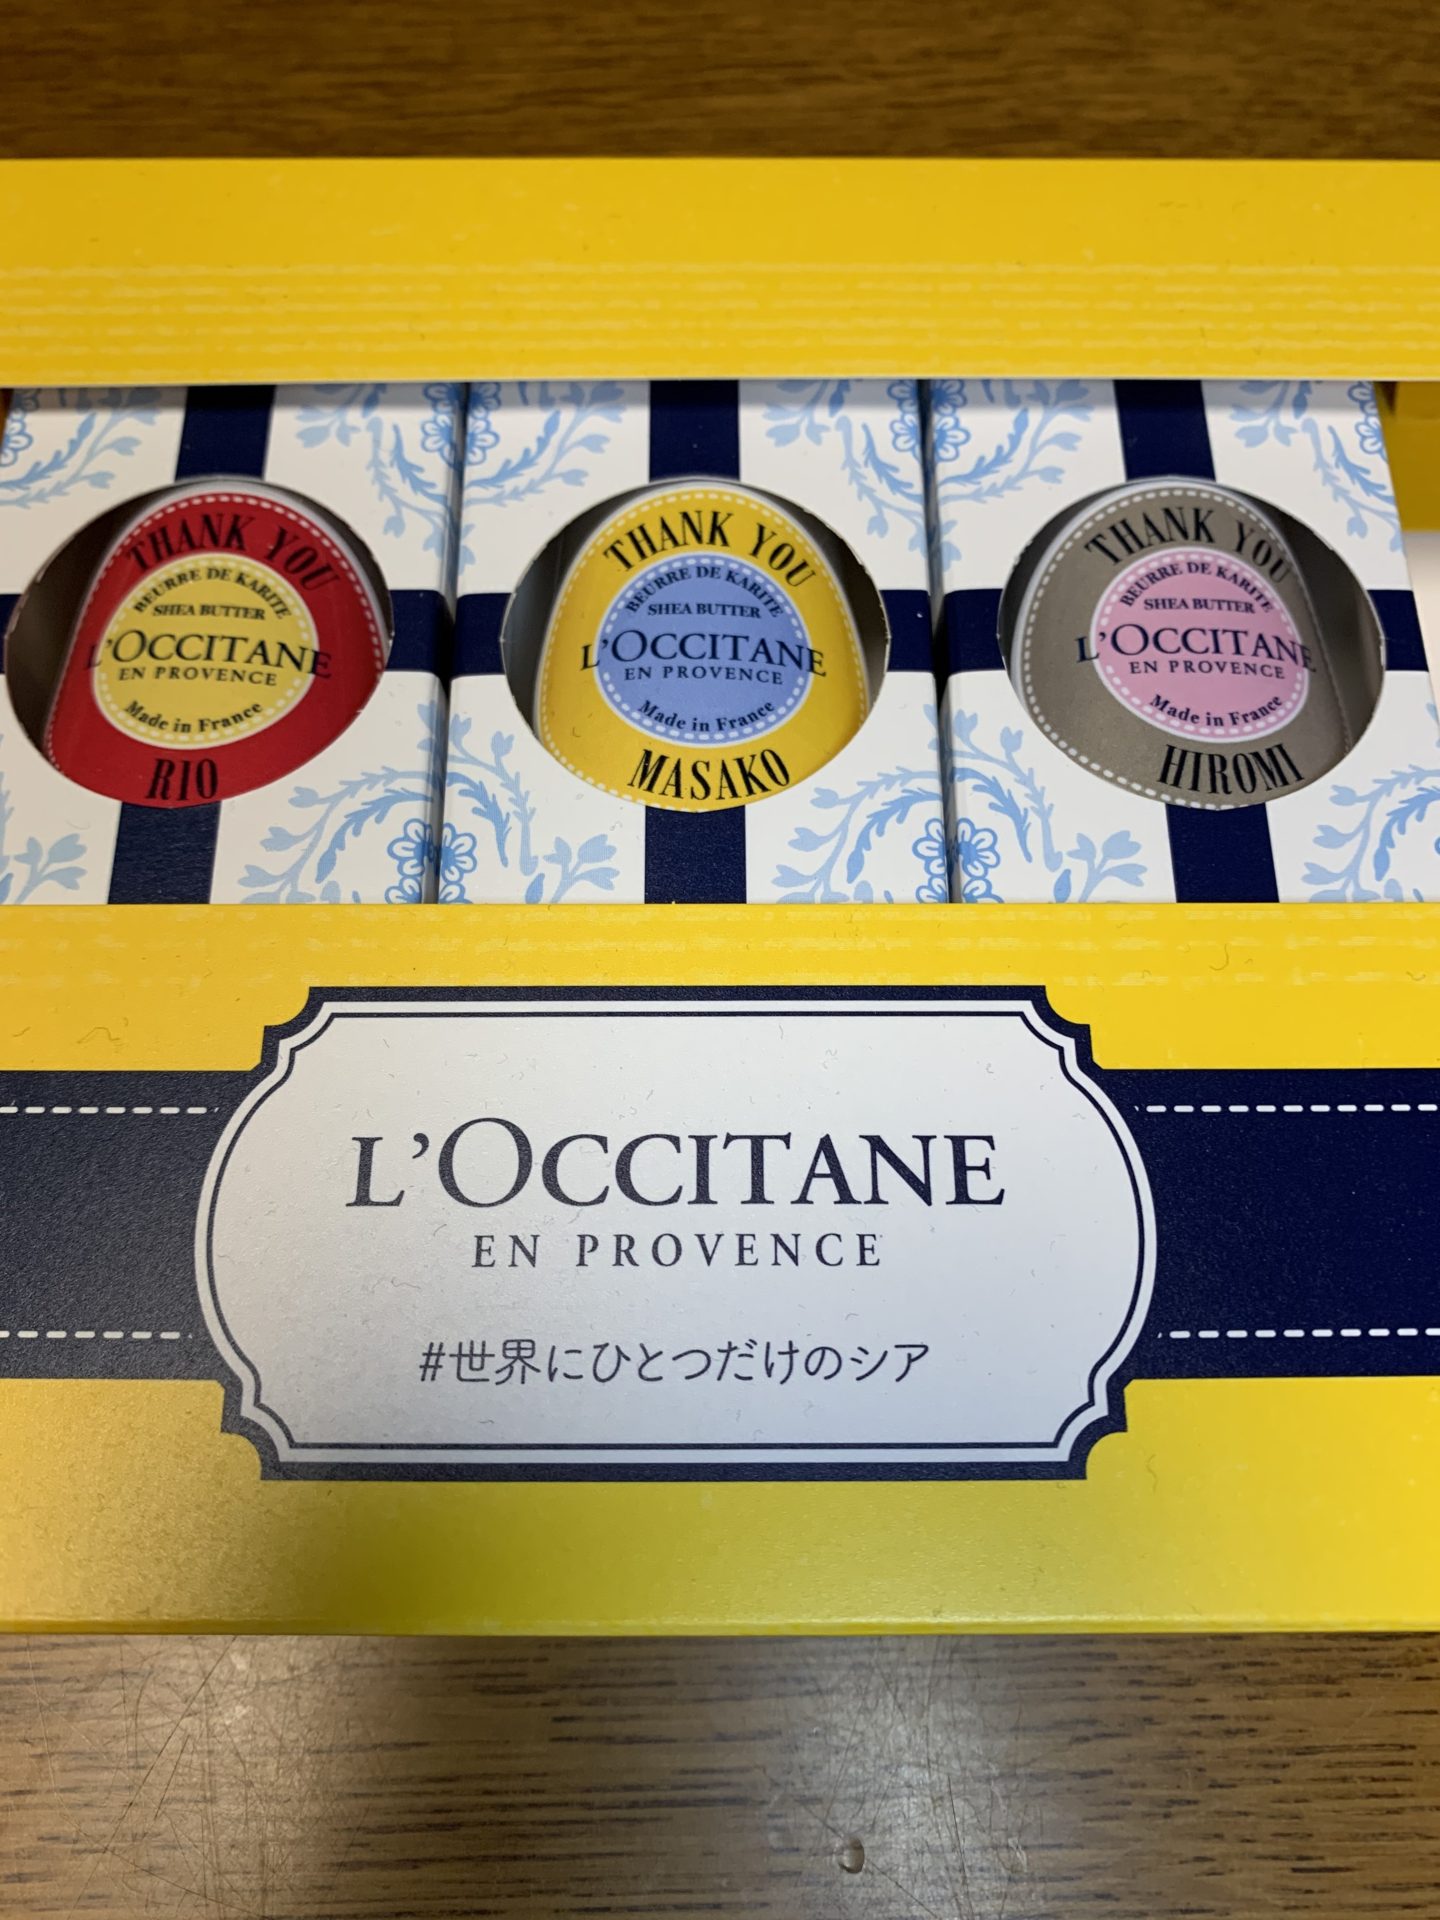 THANK YOU
BEURRE DE KARITE
SHEA BUTTER
L'OCCITANE
EN PROVENCE
Made in France
RIO
THANK YOU
BEURRE DE KARITE
SHEA BUTTER
L'OCCITANE
EN PROVENCE
Made in France
MASAKO
THANK YOU
BEURRE DE KARITE
SHEA BUTTER
L'OCCITANE
EN PROVENCE
Made in France
HIROMI
L'OCCITANE
EN PROVENCE
#世界にひとつだけのシア